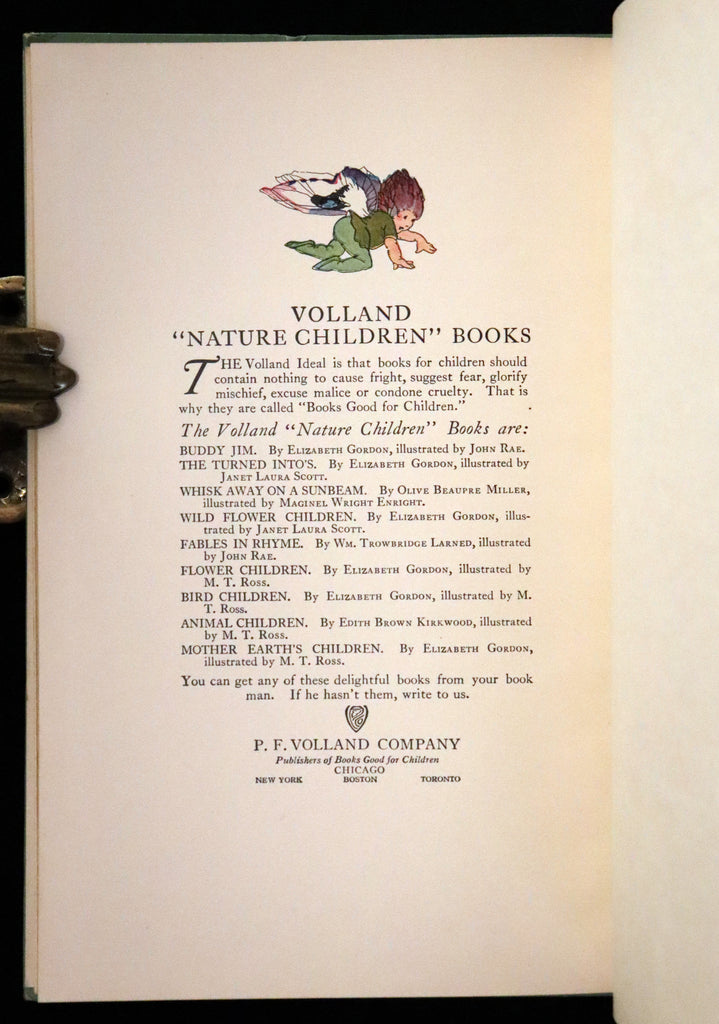 VOLLAND
"NATURE CHILDREN" BOOKS
THE Volland Ideal is that books for children should
contain nothing to cause fright, suggest fear, glorify
mischief, excuse malice or condone cruelty. That is
why they are called "Books Good for Children."
The Volland "Nature Children" Books are:
BUDDY JIM. By ELIZABETH GORDON, illustrated by JOHN RAE.
THE TURNED INTO'S. By ELIZABETH GORDON, illustrated by
JANET LAURA SCOTT.
WHISK AWAY ON A SUNBEAM. By OLIVE BEAUPRE MILLER,
illustrated by MAGINEL WRIGHT ENRIGHT.
WILD FLOWER CHILDREN. By ELIZABETH GORDON, illus-
trated by JANET LAURA SCOTT.
FABLES IN RHYME. By WM. TROWBRIDGE LARNED, illustrated
by JOHN RAE.
FLOWER CHILDREN. By ELIZABETH GORDON, illustrated by
M. T. ROSS.
BIRD CHILDREN. By ELIZABETH GORDON, illustrated by M.
T. ROSS.
ANIMAL CHILDREN. By EDITH BROWN KIRKWOOD, illustrated
by M. T. ROSS.
MOTHER EARTH'S CHILDREN. By ELIZABETH GORDON,
illustrated by M. T. ROSS.
You can get any of these delightful books from your book
man. If he hasn't them, write to us.
P. F. VOLLAND COMPANY
Publishers of Books Good for Children
CHICAGO
NEW YORK BOSTON TORONTO